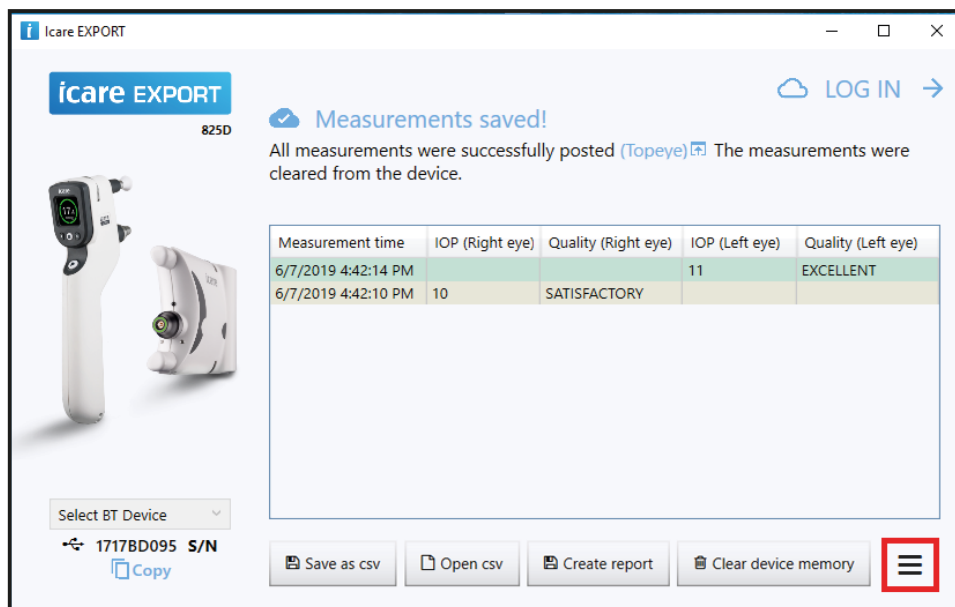 Icare EXPORT
icare EXPORT
825D
LOG IN
Measurements saved!
All measurements were successfully posted (Topeye) The measurements were
cleared from the device.
Measurement time IOP (Right eye) Quality (Right eye) IOP (Left eye) Quality (Left eye)
6/7/2019 4:42:14 PM 11 EXCELLENT
6/7/2019 4:42:10 PM 10 SATISFACTORY
Select BT Device
1717BD095 S/N
Copy
Save as csv Open csv Create report Clear device memory